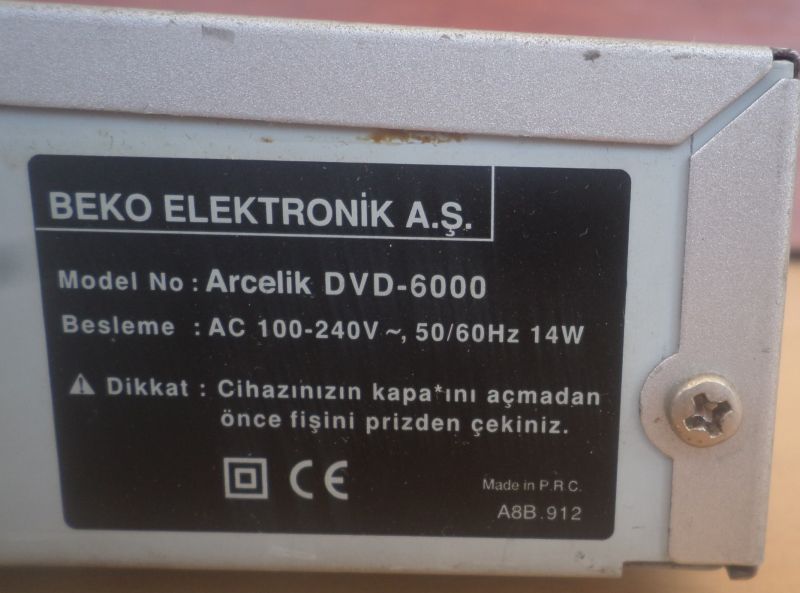 BEKO ELEKTRONİK A.Ş.
Model No : Arcelik DVD-6000
Besleme : AC 100-240V ~, 50/60Hz 14W
Dikkat : Cihazınızın kapa*ını açmadan
önce fişini prizden çekiniz.
CE
Made in P.R.C.
A8B.912